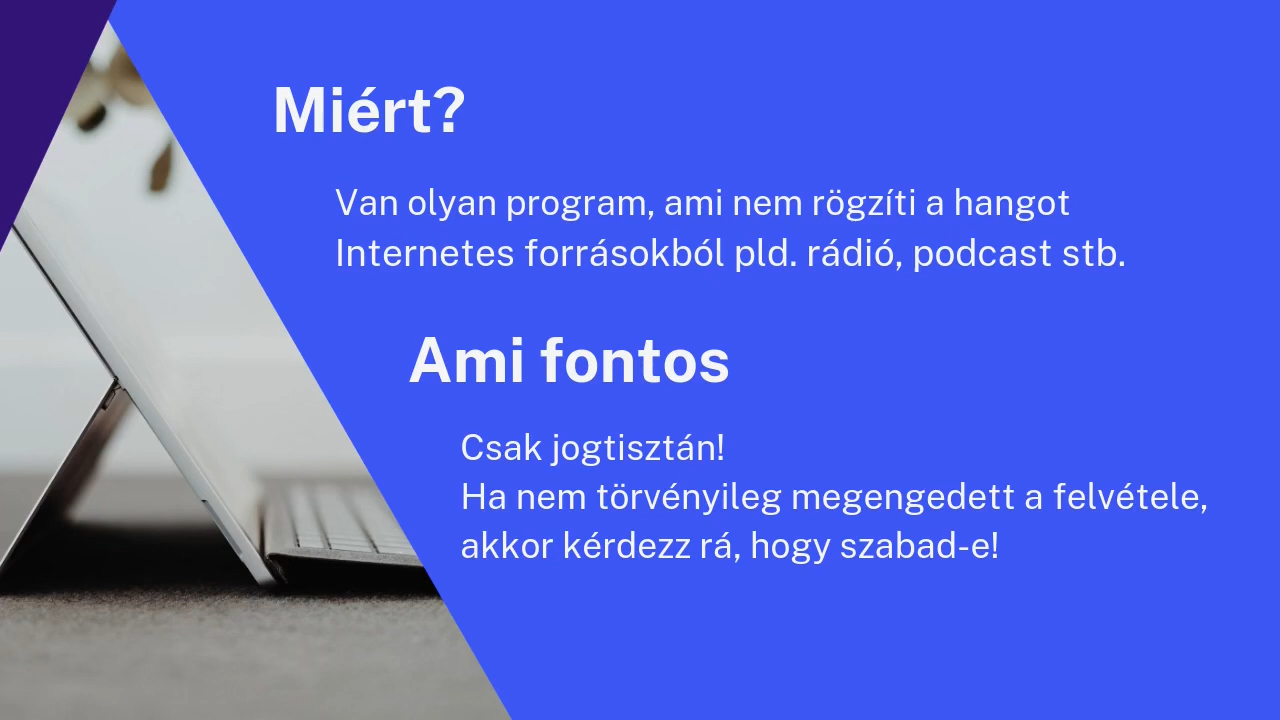 Miért?
Van olyan program, ami nem rögzíti a hangot
Internetes forrásokból pld. rádió, podcast stb.
Ami fontos
Csak jogtisztán!
Ha nem törvényileg megengedett a felvétele,
akkor kérdezz rá, hogy szabad-e!